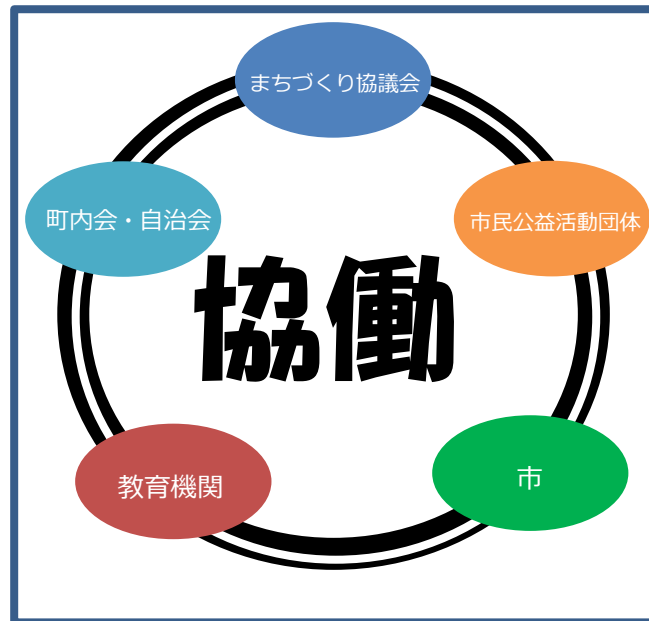 まちづくり協議会
町内会・自治会
市民公益活動団体
協働
教育機関
市